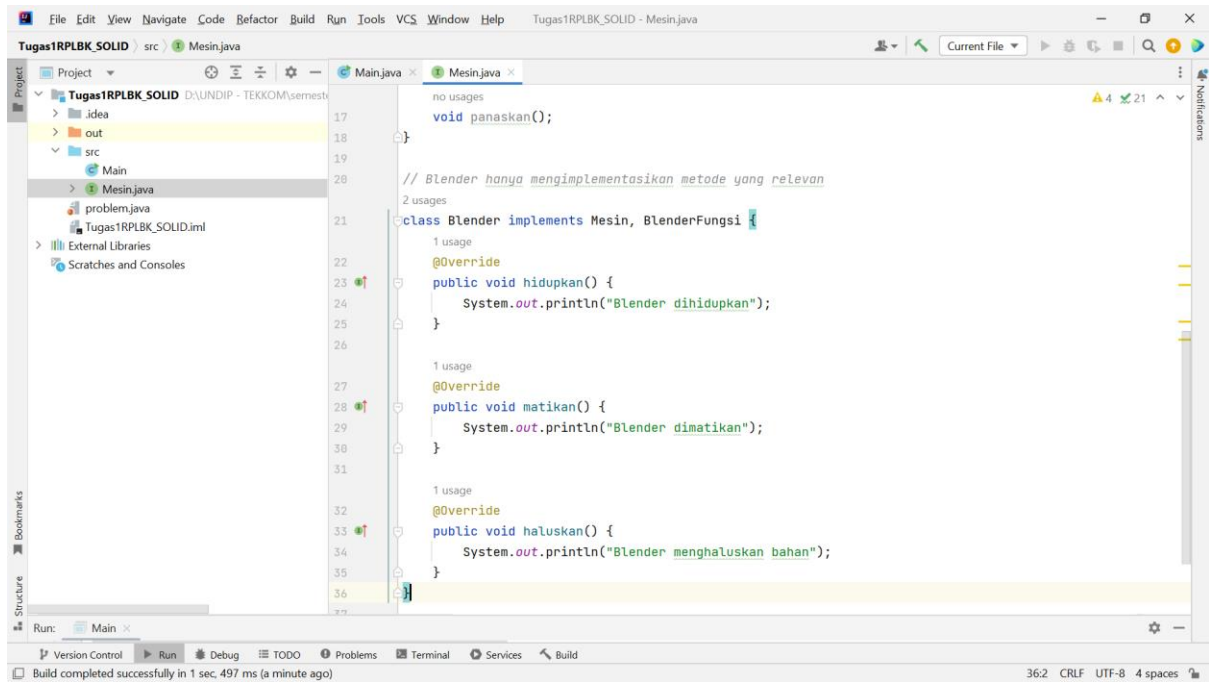 File Edit View Navigate Code Refactor Build Run Tools VCS Window Help Tugas1RPLBK_SOLID - Mesin.java
Tugas1RPLBK_SOLID src Mesin.java
Current File
Project
Project
Main.java
Mesin.java
Notifications
Tugas1RPLBK_SOLID D:\UNDIP - TEKKOM\semest
.idea
out
src
Main
Mesin.java
problem.java
Tugas1RPLBK_SOLID.iml
External Libraries
Scratches and Consoles
4 21
no usages
17 void panaskan();
18 }
19
20 // Blender hanya mengimplementasikan metode yang relevan
2 usages
21 class Blender implements Mesin, BlenderFungsi {
1 usage
22 @Override
23 public void hidupkan() {
24 System.out.println("Blender dihidupkan");
25 }
26
1 usage
27 @Override
28 public void matikan() {
29 System.out.println("Blender dimatikan");
30 }
31
1 usage
32 @Override
33 public void haluskan() {
34 System.out.println("Blender menghaluskan bahan");
35 }
36 }
37
Bookmarks
Structure
Run: Main
Version Control Run Debug TODO Problems Terminal Services Build
Build completed successfully in 1 sec, 497 ms (a minute ago) 36:2 CRLF UTF-8 4 spaces